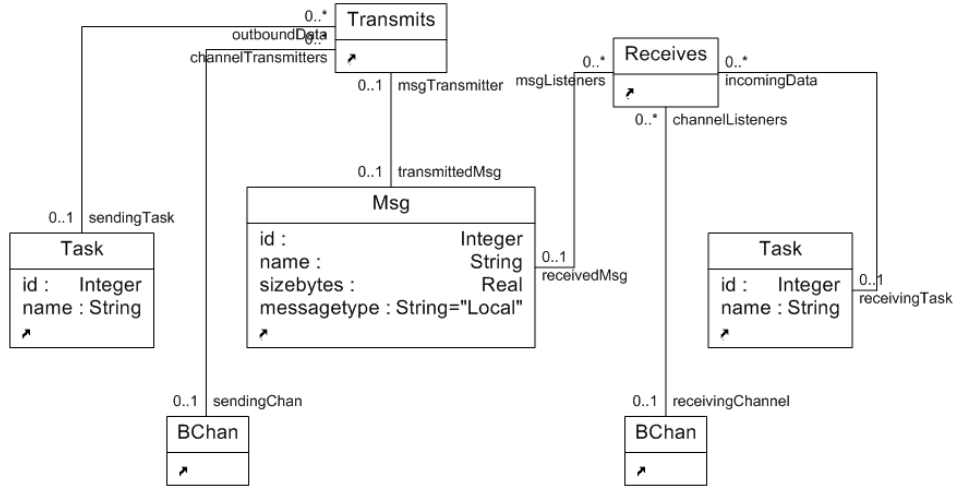 0..* Transmits
outboundData
0..*
channelTransmitters
Receives
0..* 0..*
msgListeners incomingData
0..1 msgTransmitter
0..* channelListeners
0..1 transmittedMsg
Msg
0..1 sendingTask
Task
id : Integer
name : String
id : Integer
name : String
sizebytes : Real
messagetype : String="Local"
0..1
receivedMsg
Task
id : Integer
name : String
0..1
receivingTask
0..1 sendingChan
BChan
0..1 receivingChannel
BChan